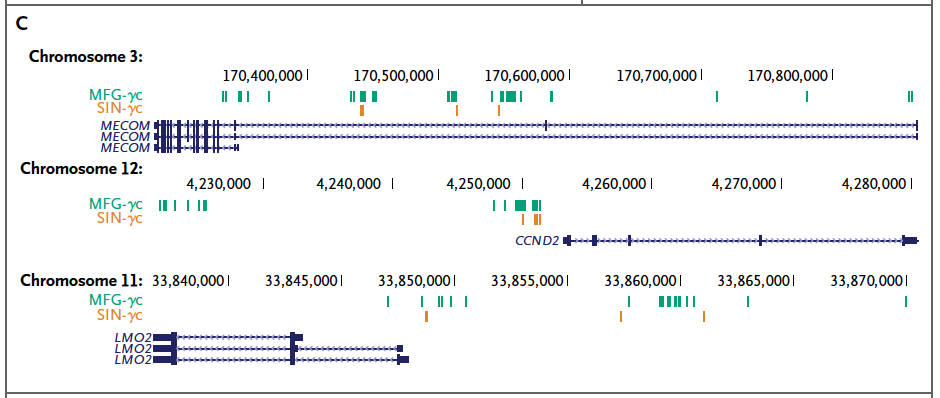 C
Chromosome 3:
170,400,000 170,500,000 170,600,000 170,700,000 170,800,000
MFG-γc
SIN-γc
MECOM
MECOM
MECOM
Chromosome 12:
4,230,000 4,240,000 4,250,000 4,260,000 4,270,000 4,280,000
MFG-γc
SIN-γc
CCND2
Chromosome 11: 33,840,000 33,845,000 33,850,000 33,855,000 33,860,000 33,865,000 33,870,000
MFG-γc
SIN-γc
LMO2
LMO2
LMO2